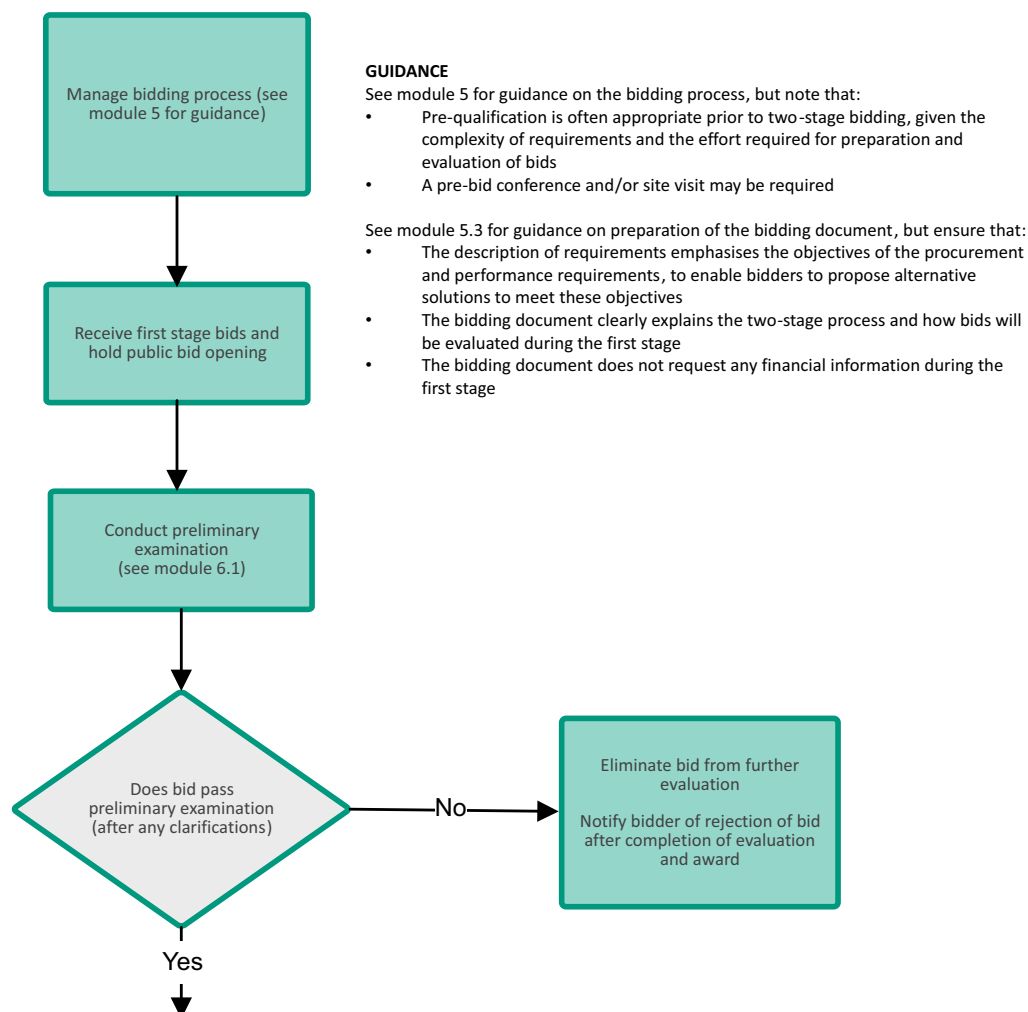 Manage bidding process (see
module 5 for guidance)
GUIDANCE
See module 5 for guidance on the bidding process, but note that:
• Pre-qualification is often appropriate prior to two-stage bidding, given the
complexity of requirements and the effort required for preparation and
evaluation of bids
• A pre-bid conference and/or site visit may be required
See module 5.3 for guidance on preparation of the bidding document, but ensure that:
• The description of requirements emphasises the objectives of the procurement
and performance requirements, to enable bidders to propose alternative
solutions to meet these objectives
• The bidding document clearly explains the two-stage process and how bids will
be evaluated during the first stage
• The bidding document does not request any financial information during the
first stage
Receive first stage bids and
hold public bid opening
Conduct preliminary
examination
(see module 6.1)
Does bid pass
preliminary examination
(after any clarifications)
No
Eliminate bid from further
evaluation
Notify bidder of rejection of bid
after completion of evaluation
and award
Yes